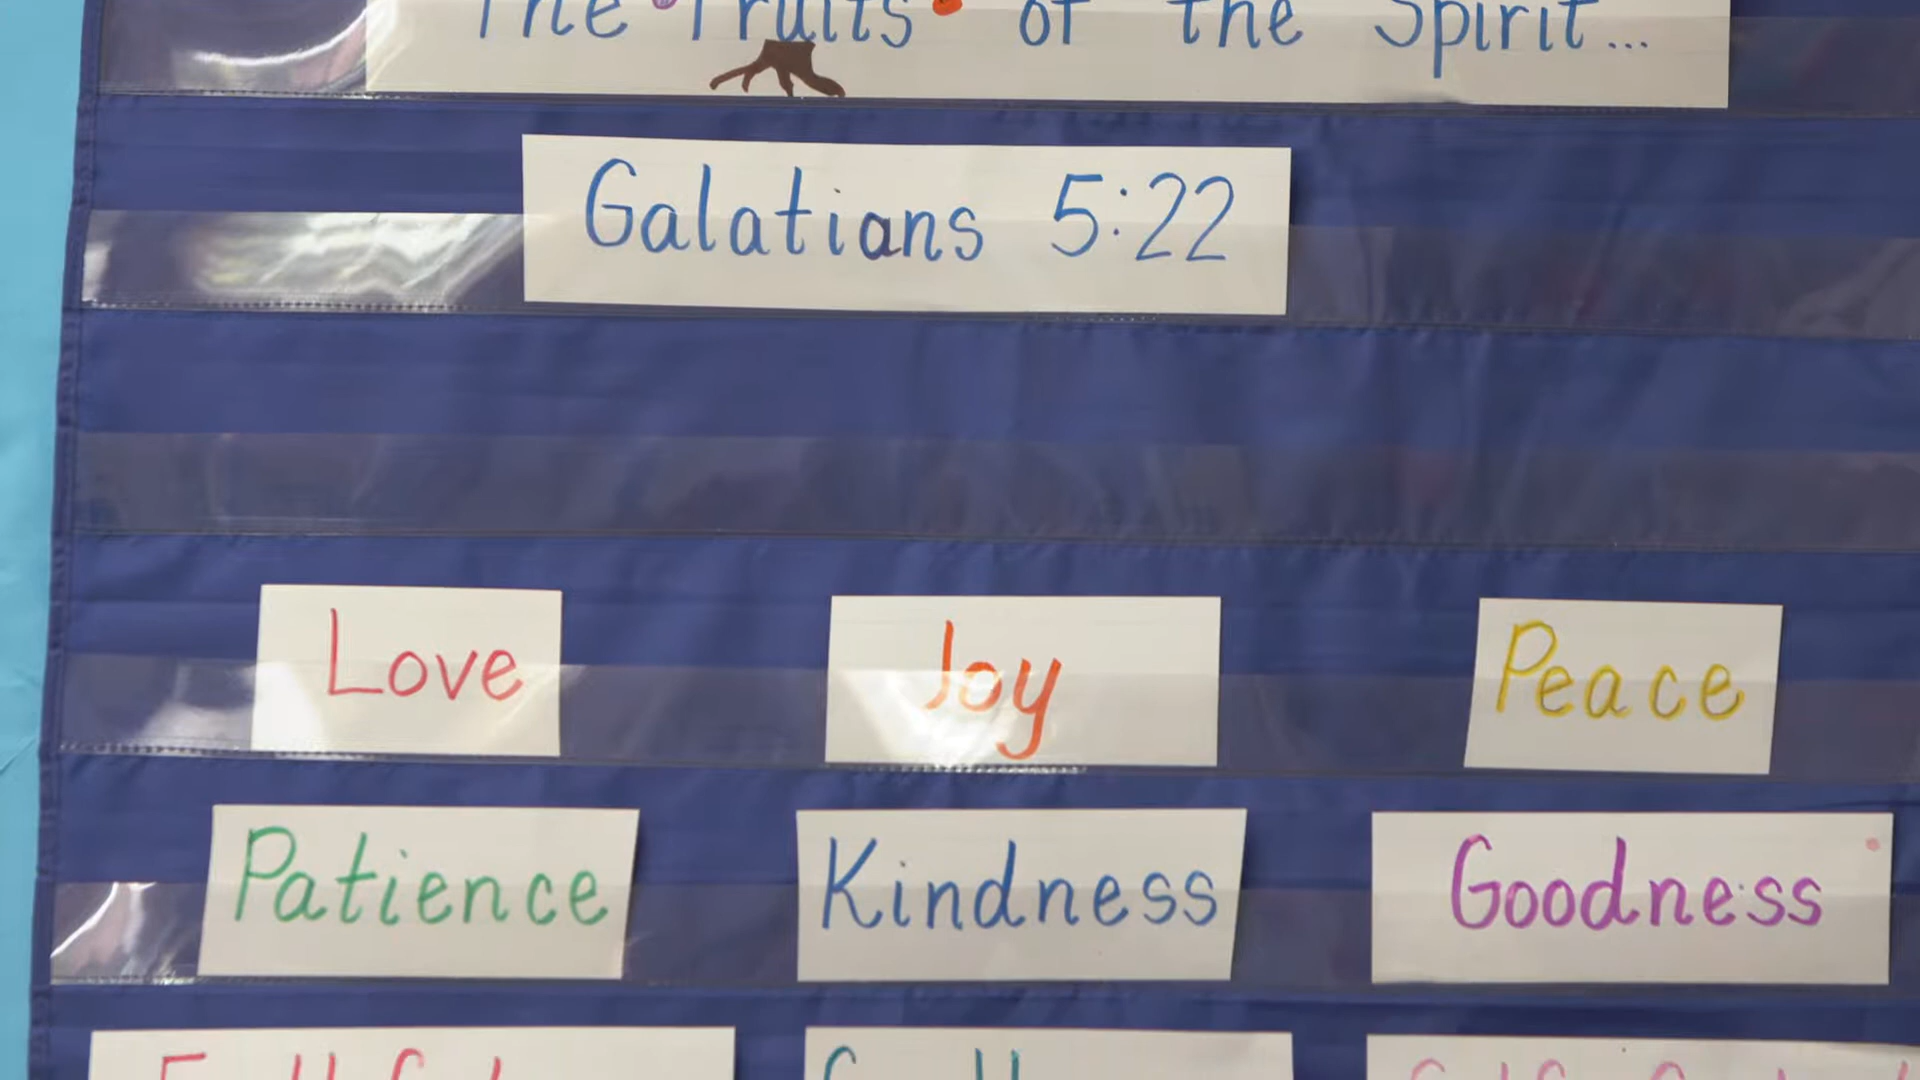 The Fruits of the Spirit...
Galatians 5:22
Love Joy Peace
Patience Kindness Goodness